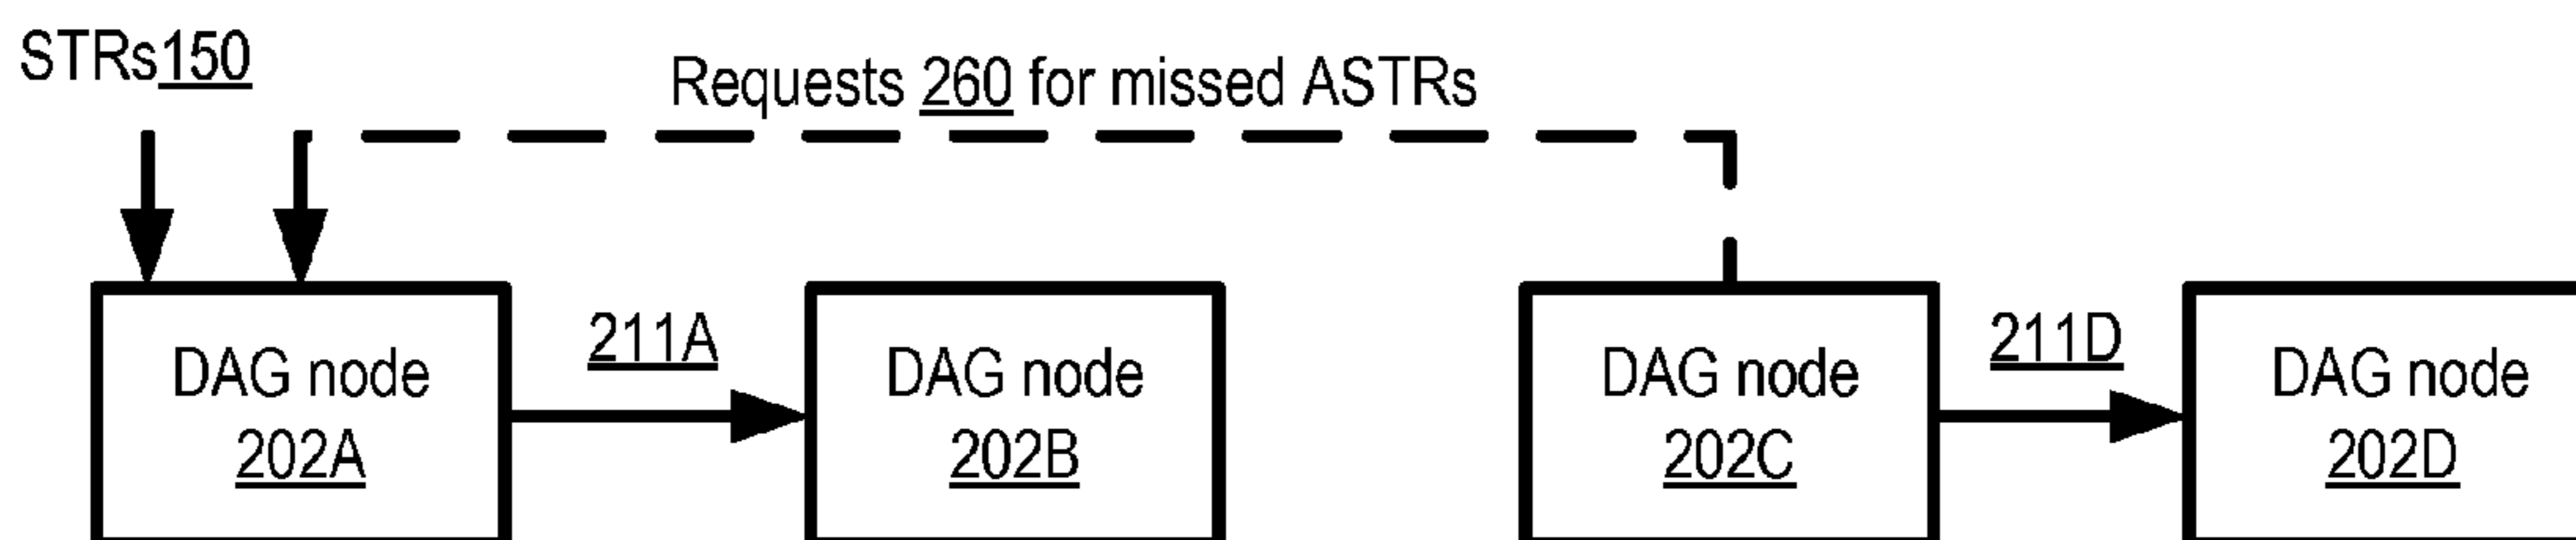 STRs150
Requests 260 for missed ASTRs
211A
211D
DAG node
202A
DAG node
202B
DAG node
202C
DAG node
202D